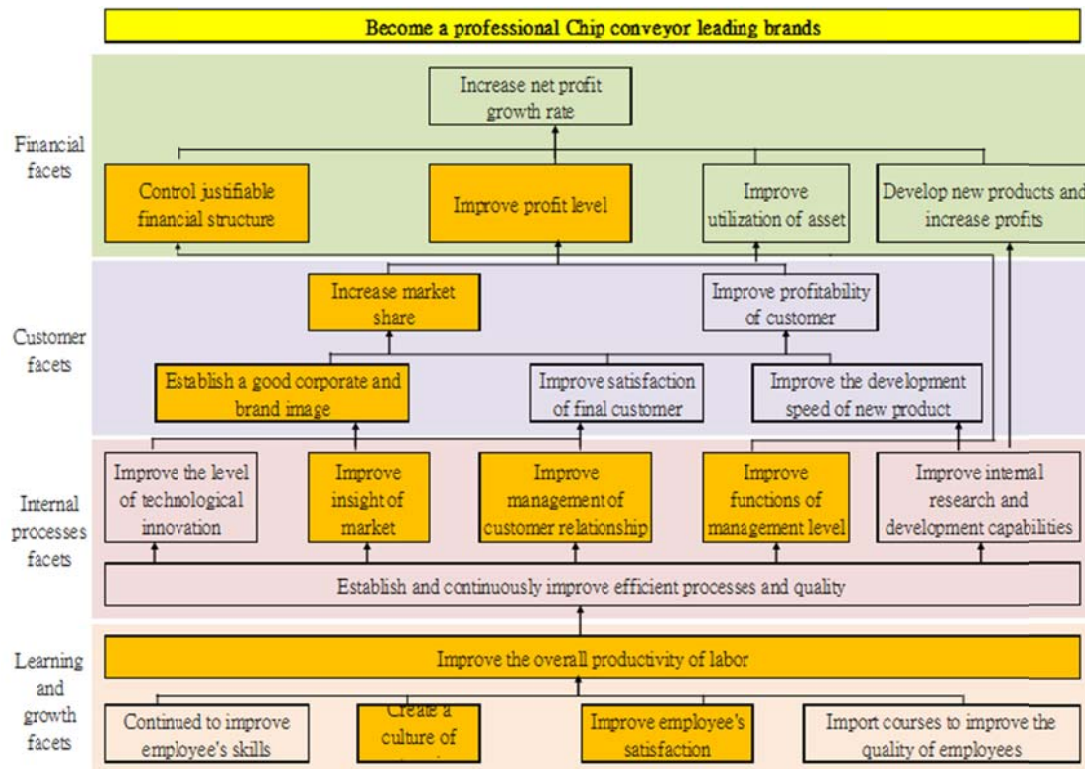 Become a professional Chip conveyor leading brands
Increase net profit
growth rate
Financial
facets
Control justifiable
financial structure
Improve profit level
Improve
utilization of asset
Develop new products and
increase profits
Customer
facets
Increase market
share
Improve profitability
of customer
Establish a good corporate and
brand image
Improve satisfaction
of final customer
Improve the development
speed of new product
Internal
processes
facets
Improve the level
of technological
innovation
Improve
insight of
market
Improve
management of
customer relationship
Improve
functions of
management level
Improve internal
research and
development capabilities
Establish and continuously improve efficient processes and quality
Learning
and
growth
facets
Improve the overall productivity of labor
Continued to improve
employee's skills
Create a
culture of
Improve employee's
satisfaction
Import courses to improve the
quality of employees